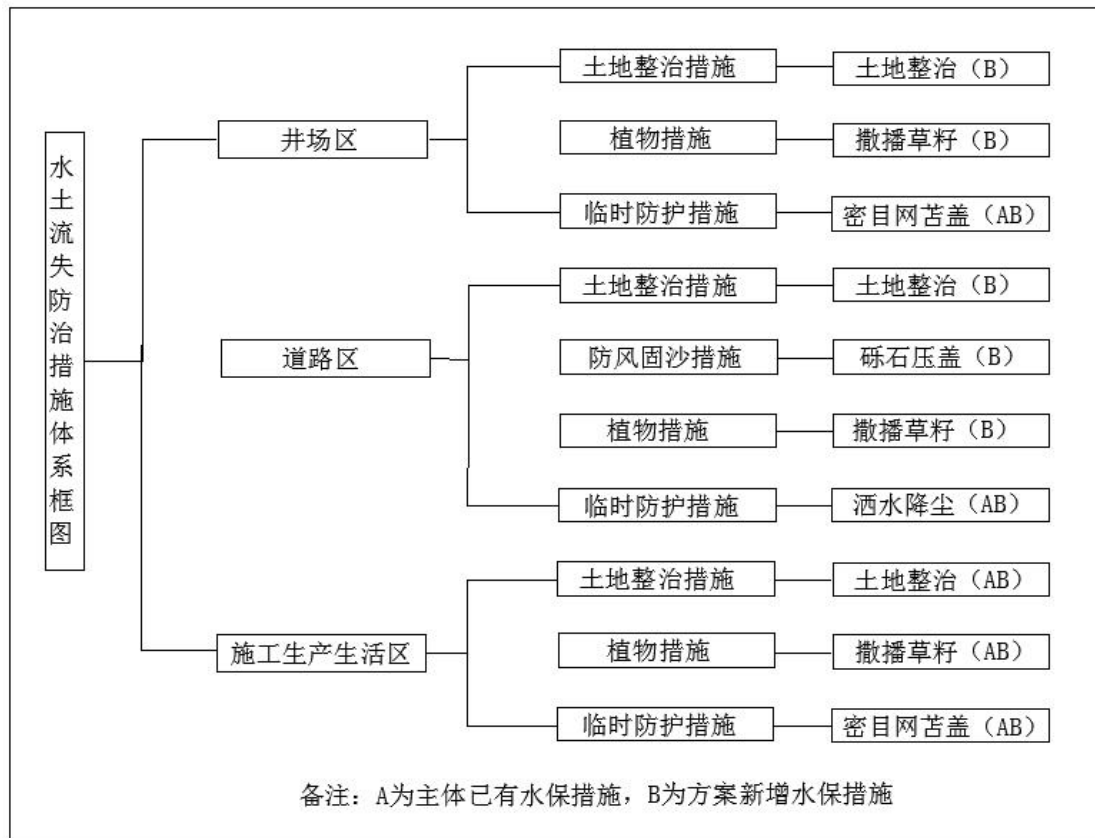 水土流失防治措施体系框图
井场区
土地整治措施
土地整治（B）
植物措施
撒播草籽（B）
临时防护措施
密目网苫盖（AB）
道路区
土地整治措施
土地整治（B）
防风固沙措施
砾石压盖（B）
植物措施
撒播草籽（B）
临时防护措施
洒水降尘（AB）
施工生产生活区
土地整治措施
土地整治（AB）
植物措施
撒播草籽（AB）
临时防护措施
密目网苫盖（AB）
备注：A为主体已有水保措施，B为方案新增水保措施